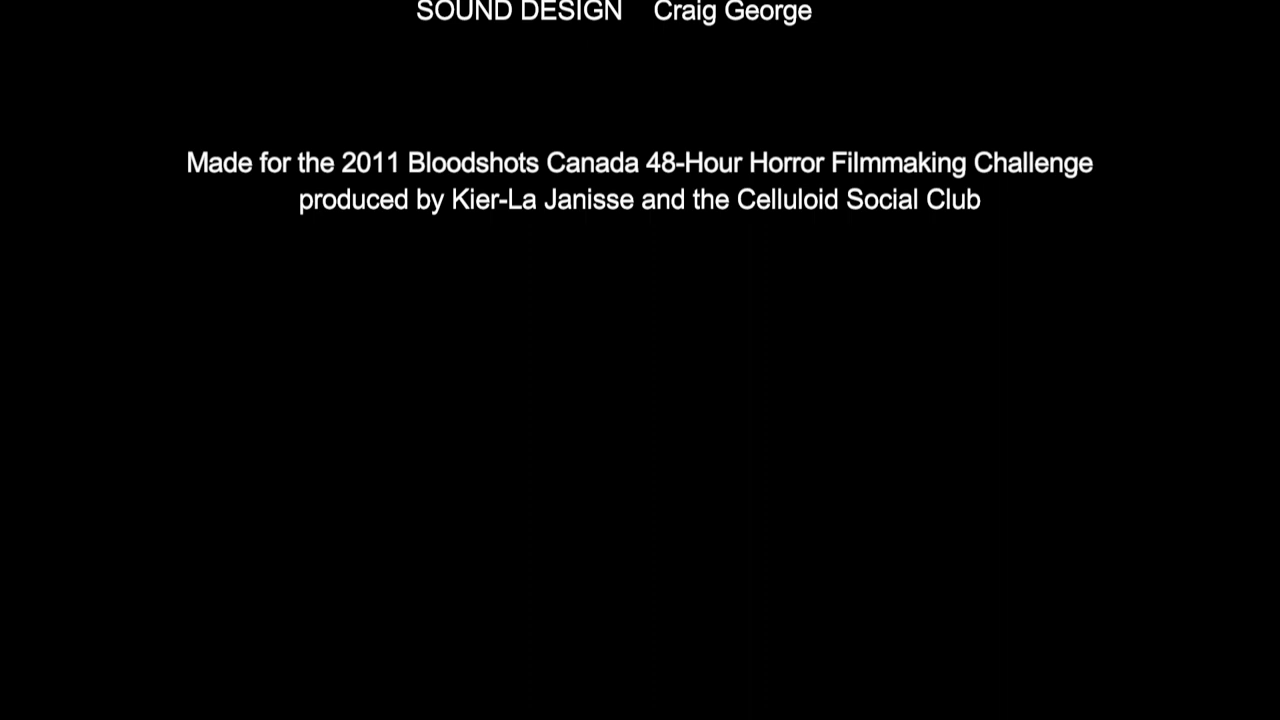 SOUND DESIGN Craig George
Made for the 2011 Bloodshots Canada 48-Hour Horror Filmmaking Challenge
produced by Kier-La Janisse and the Celluloid Social Club